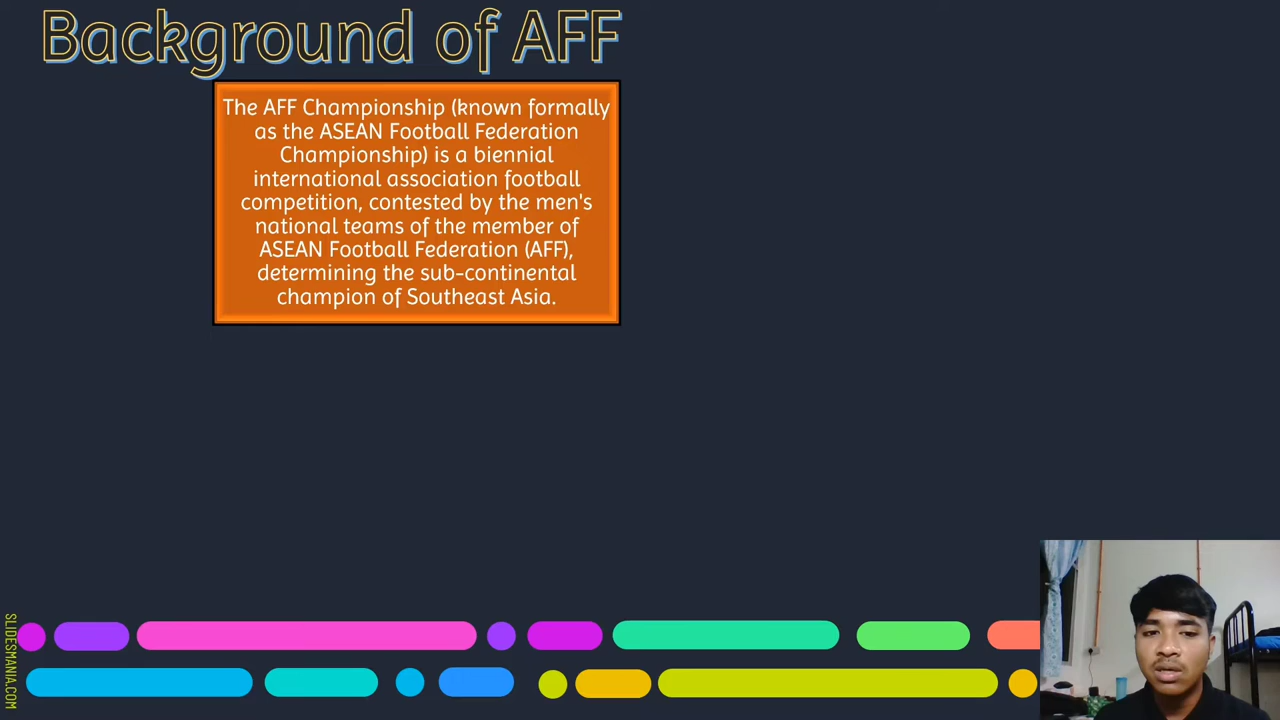 Background of AFF
The AFF Championship (known formally
as the ASEAN Football Federation
Championship) is a biennial
international association football
competition, contested by the men's
national teams of the member of
ASEAN Football Federation (AFF),
determining the sub-continental
champion of Southeast Asia.
SLIDESMANIA.COM